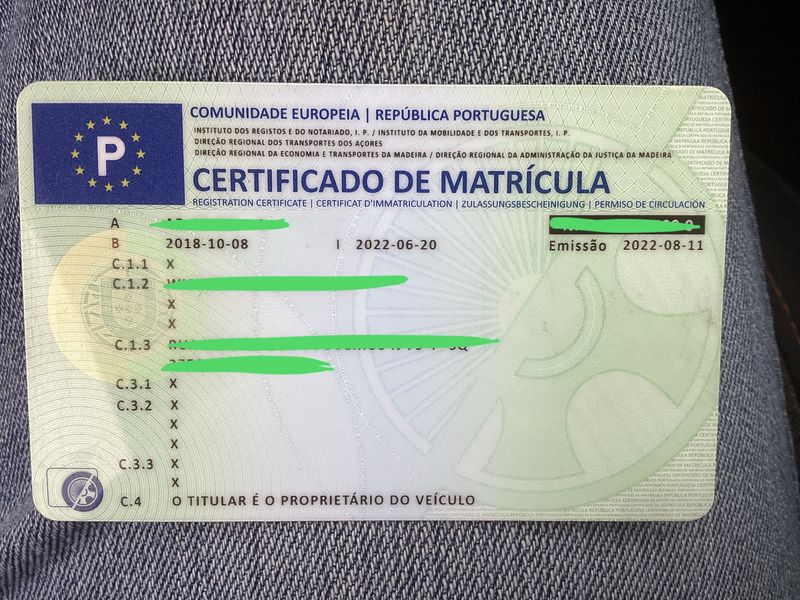 P
COMUNIDADE EUROPEIA | REPÚBLICA PORTUGUESA
INSTITUTO DOS REGISTOS E DO NOTARIADO, I. P. / INSTITUTO DA MOBILIDADE E DOS TRANSPORTES, I. P.
DIREÇÃO REGIONAL DOS TRANSPORTES DOS AÇORES
DIREÇÃO REGIONAL DA ECONOMIA E TRANSPORTES DA MADEIRA / DIREÇÃO REGIONAL DA ADMINISTRAÇÃO DA JUSTIÇA DA MADEIRA
CERTIFICADO DE MATRÍCULA
REGISTRATION CERTIFICATE | CERTIFICAT D'IMMATRICULATION | ZULASSUNGSBESCHEINIGUNG | PERMISO DE CIRCULACIÓN
A
B 2018-10-08 I 2022-06-20 Emissão 2022-08-11
C.1.1 X
C.1.2
X
X
C.1.3
C.3.1 X
C.3.2 X
X
X
C.3.3 X
X
C.4 O TITULAR É O PROPRIETÁRIO DO VEÍCULO